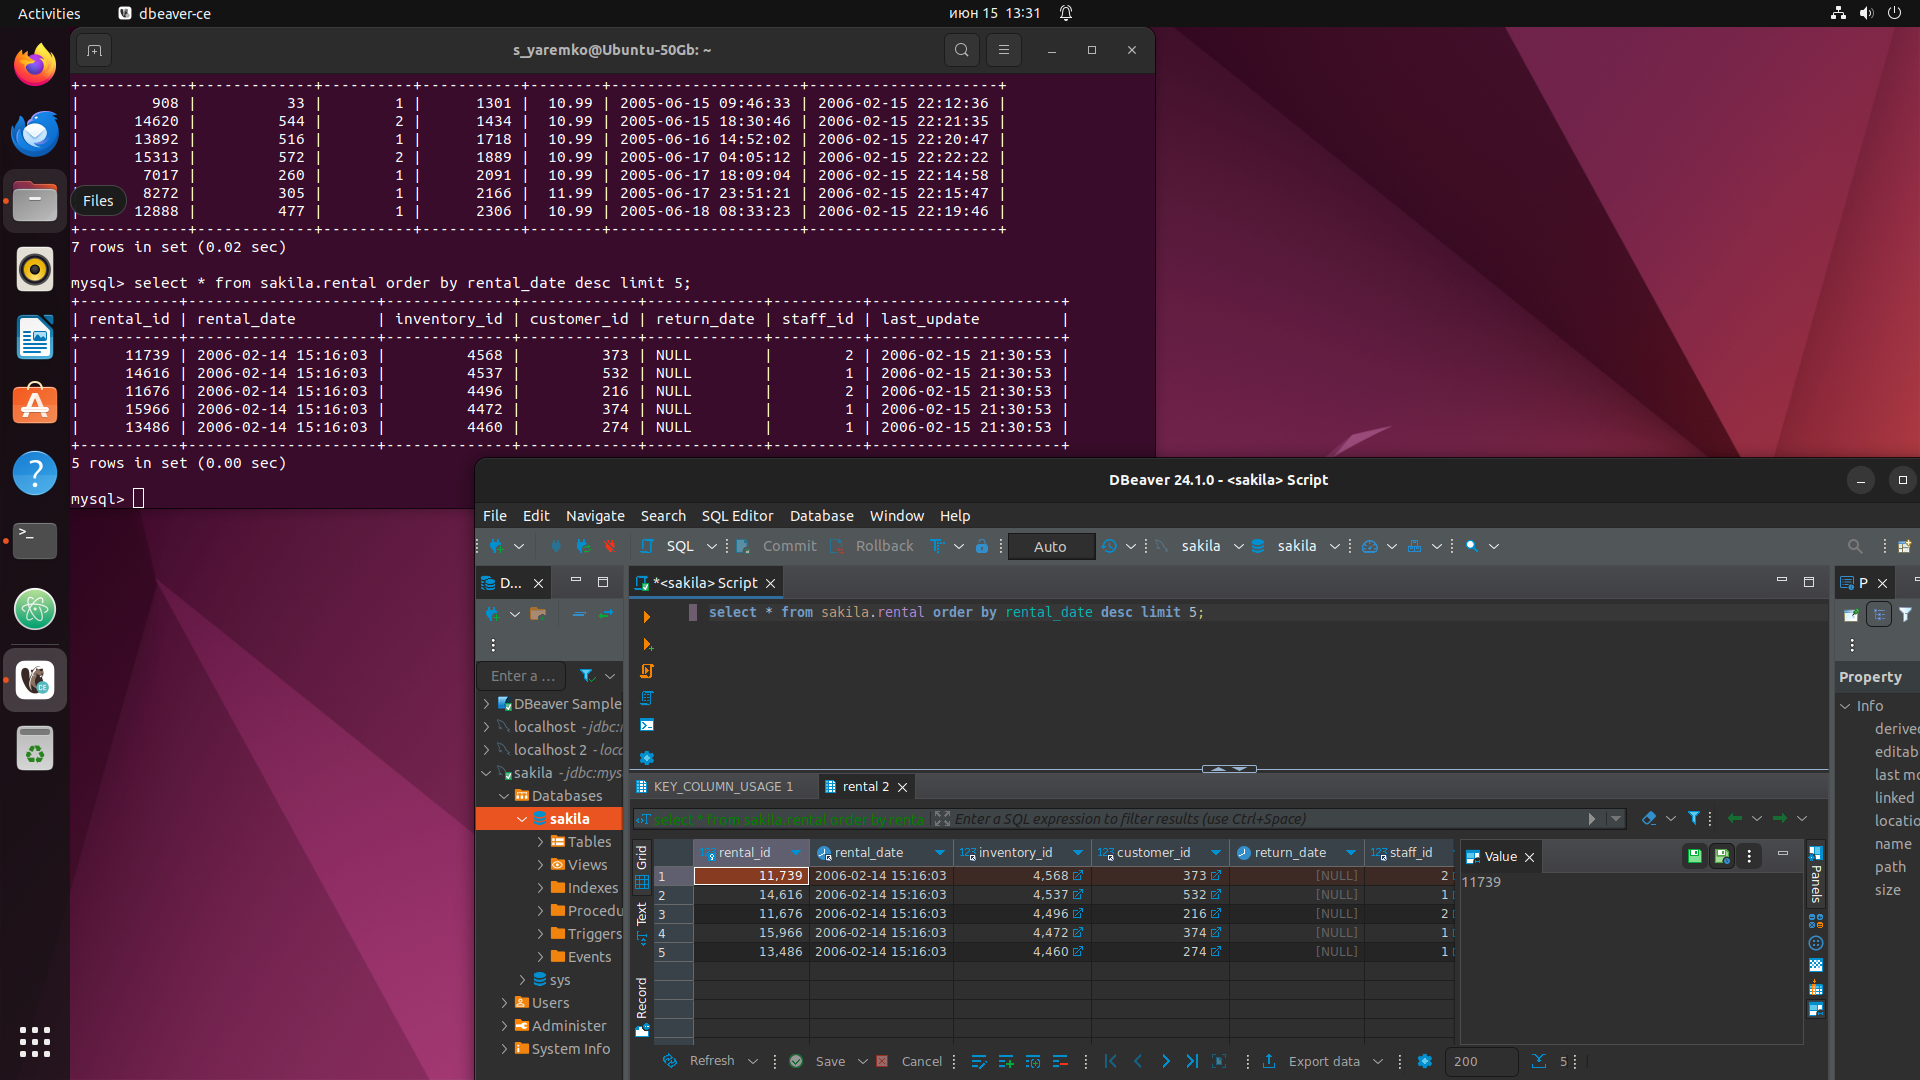 Activities dbeaver-ce июн 15 13:31
s_yaremko@Ubuntu-50Gb: ~
+------------+-------------+----------+-----------+--------+---------------------+---------------------+
| 908 | 33 | 1 | 1301 | 10.99 | 2005-06-15 09:46:33 | 2006-02-15 22:12:36 |
| 14620 | 544 | 2 | 1434 | 10.99 | 2005-06-15 18:30:46 | 2006-02-15 22:21:35 |
| 13892 | 516 | 1 | 1718 | 10.99 | 2005-06-16 14:52:02 | 2006-02-15 22:20:47 |
| 15313 | 572 | 2 | 1889 | 10.99 | 2005-06-17 04:05:12 | 2006-02-15 22:22:22 |
| 7017 | 260 | 1 | 2091 | 10.99 | 2005-06-17 18:09:04 | 2006-02-15 22:14:58 |
8272 | 305 | 1 | 2166 | 11.99 | 2005-06-17 23:51:21 | 2006-02-15 22:15:47 |
Files
| 12888 | 477 | 1 | 2306 | 10.99 | 2005-06-18 08:33:23 | 2006-02-15 22:19:46 |
+------------+-------------+----------+-----------+--------+---------------------+---------------------+
7 rows in set (0.02 sec)
mysql> select * from sakila.rental order by rental_date desc limit 5;
+-----------+---------------------+--------------+-------------+-------------+----------+---------------------+
| rental_id | rental_date | inventory_id | customer_id | return_date | staff_id | last_update |
+-----------+---------------------+--------------+-------------+-------------+----------+---------------------+
| 11739 | 2006-02-14 15:16:03 | 4568 | 373 | NULL | 2 | 2006-02-15 21:30:53 |
| 14616 | 2006-02-14 15:16:03 | 4537 | 532 | NULL | 1 | 2006-02-15 21:30:53 |
| 11676 | 2006-02-14 15:16:03 | 4496 | 216 | NULL | 2 | 2006-02-15 21:30:53 |
| 15966 | 2006-02-14 15:16:03 | 4472 | 374 | NULL | 1 | 2006-02-15 21:30:53 |
| 13486 | 2006-02-14 15:16:03 | 4460 | 274 | NULL | 1 | 2006-02-15 21:30:53 |
+-----------+---------------------+--------------+-------------+-------------+----------+---------------------+
5 rows in set (0.00 sec)
mysql>
DBeaver 24.1.0 - <sakila> Script
File Edit Navigate Search SQL Editor Database Window Help
SQL Commit Rollback Auto sakila sakila
D...
*<sakila> Script
P
select * from sakila.rental order by rental_date desc limit 5;
Enter a ...
DBeaver Sample
localhost - jdbc:
localhost 2 - loca
sakila - jdbc:mys
Databases
sakila
Tables
Views
Indexes
Procedu
Triggers
Events
sys
Users
Administer
System Info
KEY_COLUMN_USAGE 1 rental 2
select * from sakila.rental order by renta Enter a SQL expression to filter results (use Ctrl+Space)
Grid
Text
Record
rental_id rental_date inventory_id customer_id return_date staff_id
1 11,739 2006-02-14 15:16:03 4,568 373 [NULL] 2
2 14,616 2006-02-14 15:16:03 4,537 532 [NULL] 1
3 11,676 2006-02-14 15:16:03 4,496 216 [NULL] 2
4 15,966 2006-02-14 15:16:03 4,472 374 [NULL] 1
5 13,486 2006-02-14 15:16:03 4,460 274 [NULL] 1
Value
11739
Panels
Refresh Save Cancel Export data 200 5
Property
Info
derived
editab
last mo
linked
locatio
name
path
size